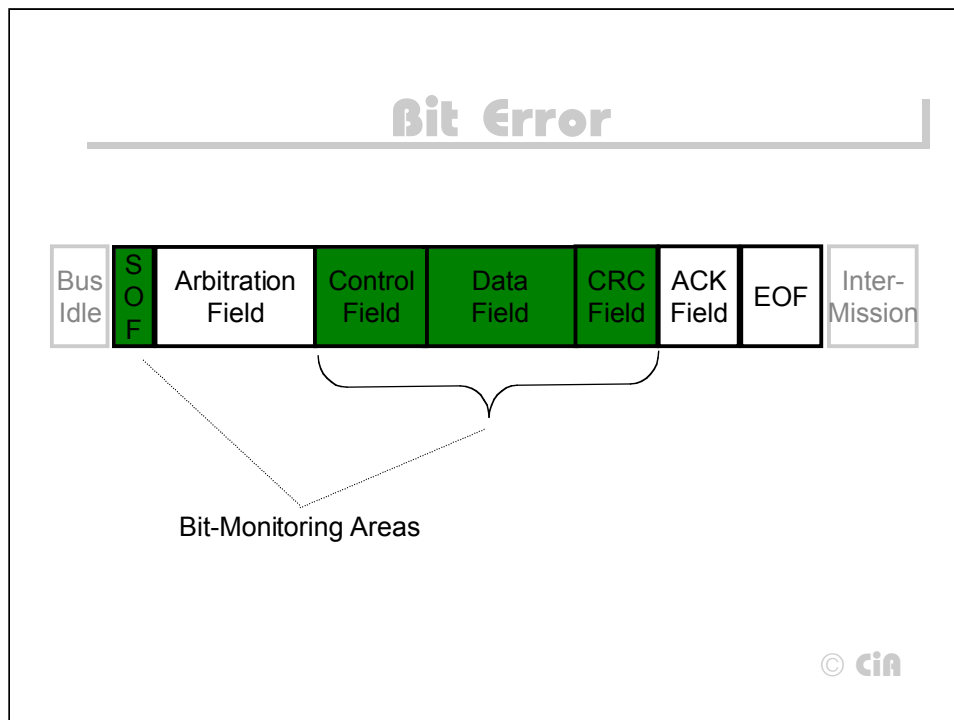 Bit Error
Bus
Idle
S
O
F
Arbitration
Field
Control
Field
Data
Field
CRC
Field
ACK
Field
EOF
Inter-
Mission
Bit-Monitoring Areas
© CiA